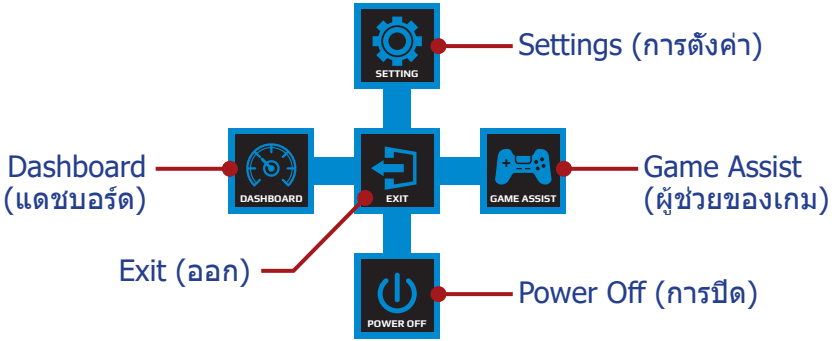 SETTING
Settings (การตั้งค่า)
Dashboard
(แดชบอร์ด)
DASHBOARD
EXIT
GAME ASSIST
Game Assist
(ผู้ช่วยของเกม)
Exit (ออก)
POWER OFF
Power Off (การปิด)